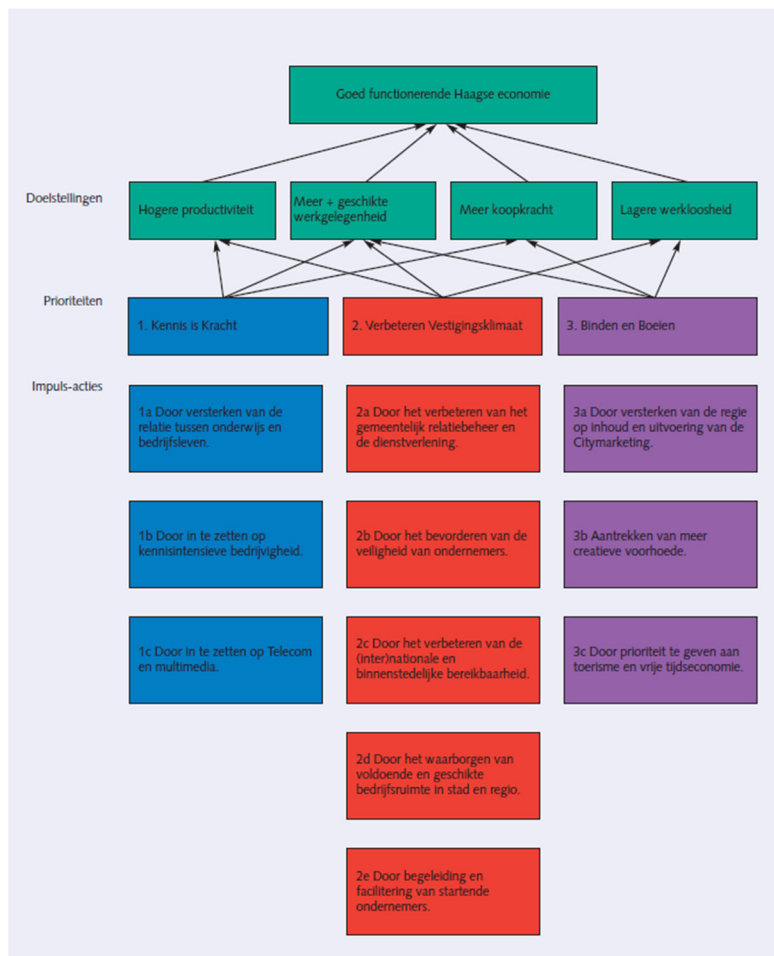 Goed functionerende Haagse economie
Doelstellingen
Hogere productiviteit
Meer + geschikte
werkgelegenheid
Meer koopkracht
Lagere werkloosheid
Prioriteiten
1. Kennis is Kracht
2. Verbeteren Vestigingsklimaat
3. Binden en Boeien
Impuls-acties
1a Door versterken van de
relatie tussen onderwijs en
bedrijfsleven.
2a Door het verbeteren van het
gemeentelijk relatiebeheer en
de dienstverlening.
3a Door versterken van de regie
op inhoud en uitvoering van de
Citymarketing.
1b Door in te zetten op
kennisintensieve bedrijvigheid.
2b Door het bevorderen van de
veiligheid van ondernemers.
3b Aantrekken van meer
creatieve voorhoede.
1c Door in te zetten op Telecom
en multimedia.
2c Door het verbeteren van de
(inter)nationale en
binnenstedelijke bereikbaarheid.
3c Door prioriteit te geven aan
toerisme en vrije tijdseconomie.
2d Door het waarborgen van
voldoende en geschikte
bedrijfsruimte in stad en regio.
2e Door begeleiding en
facilitering van startende
ondernemers.